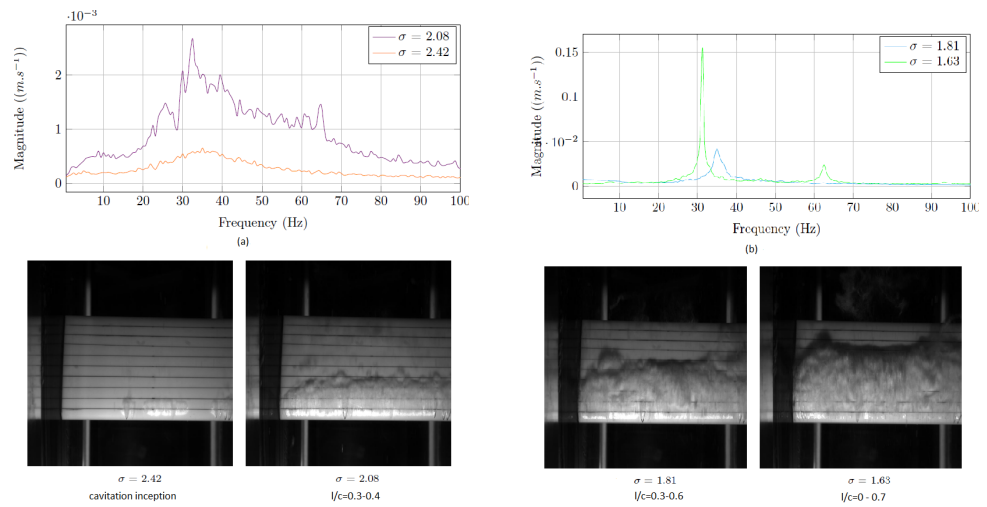 ·10⁻³
σ = 2.08
σ = 2.42
Magnitude ((m.s⁻¹))
2
1
0
10 20 30 40 50 60 70 80 90 100
Frequency (Hz)
(a)
σ = 1.81
σ = 1.63
Magnitude ((m.s⁻¹))
0.15
0.1
·10⁻²
0
10 20 30 40 50 60 70 80 90 100
Frequency (Hz)
(b)
σ = 2.42
cavitation inception
σ = 2.08
l/c=0.3-0.4
σ = 1.81
l/c=0.3-0.6
σ = 1.63
l/c=0 - 0.7